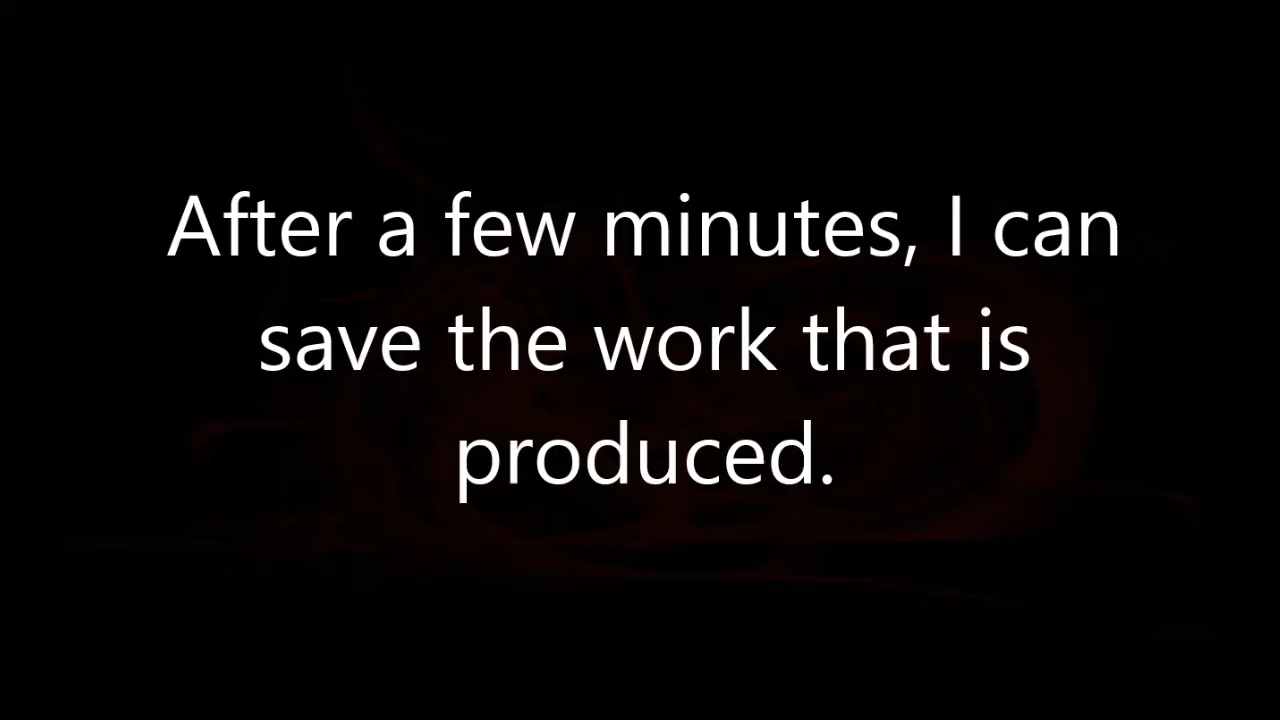 After a few minutes, I can
save the work that is
produced.